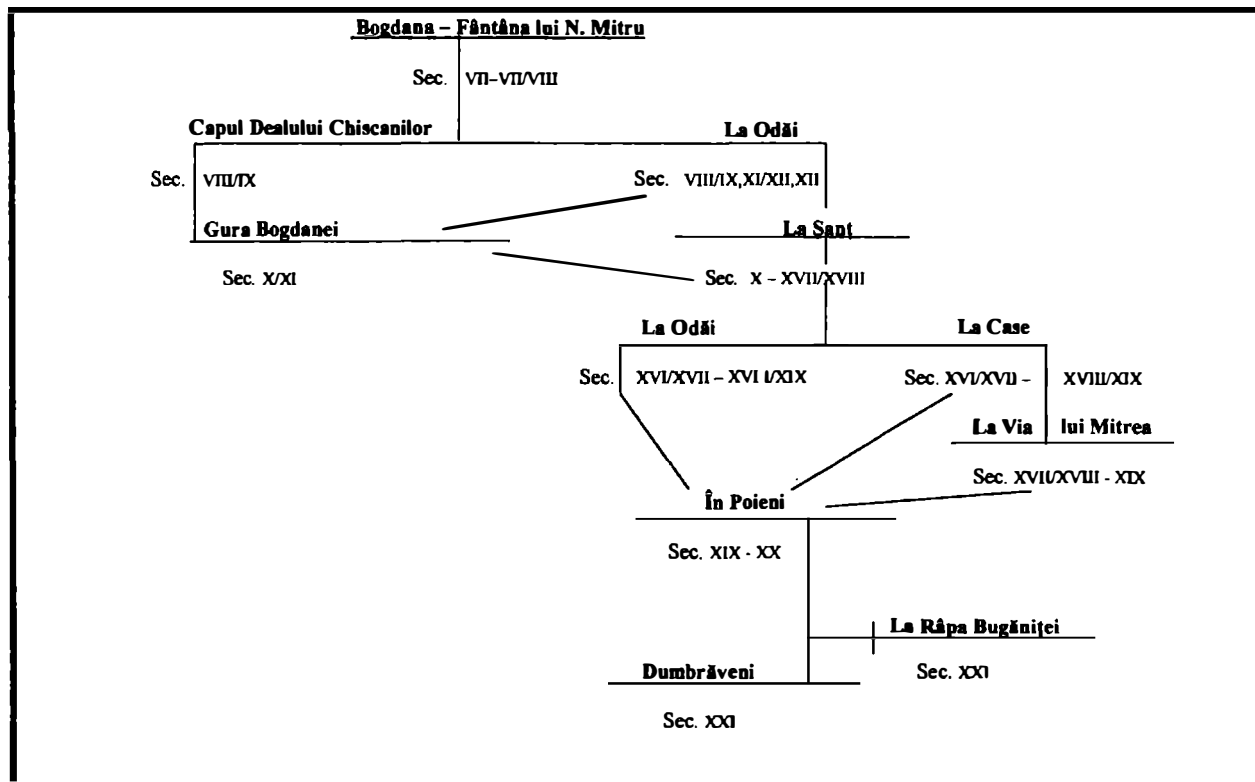 Bogdana – Fântâna lui N. Mitru
Sec. VII–VII/VIII
Capul Dealului Chiscanilor La Odăi
Sec. VIII/IX Sec. VIII/IX,XI/XII,XII
Gura Bogdanei La Șanț
Sec. X/XI Sec. X – XVII/XVIII
La Odăi La Case
Sec. XVI/XVII – XVI I/XIX Sec. XVI/XVII – XVIII/XIX
La Via lui Mitrea
Sec. XVII/XVIII - XIX
În Poieni
Sec. XIX - XX
La Râpa Bugăniței
Dumbrăveni Sec. XXI
Sec. XXI